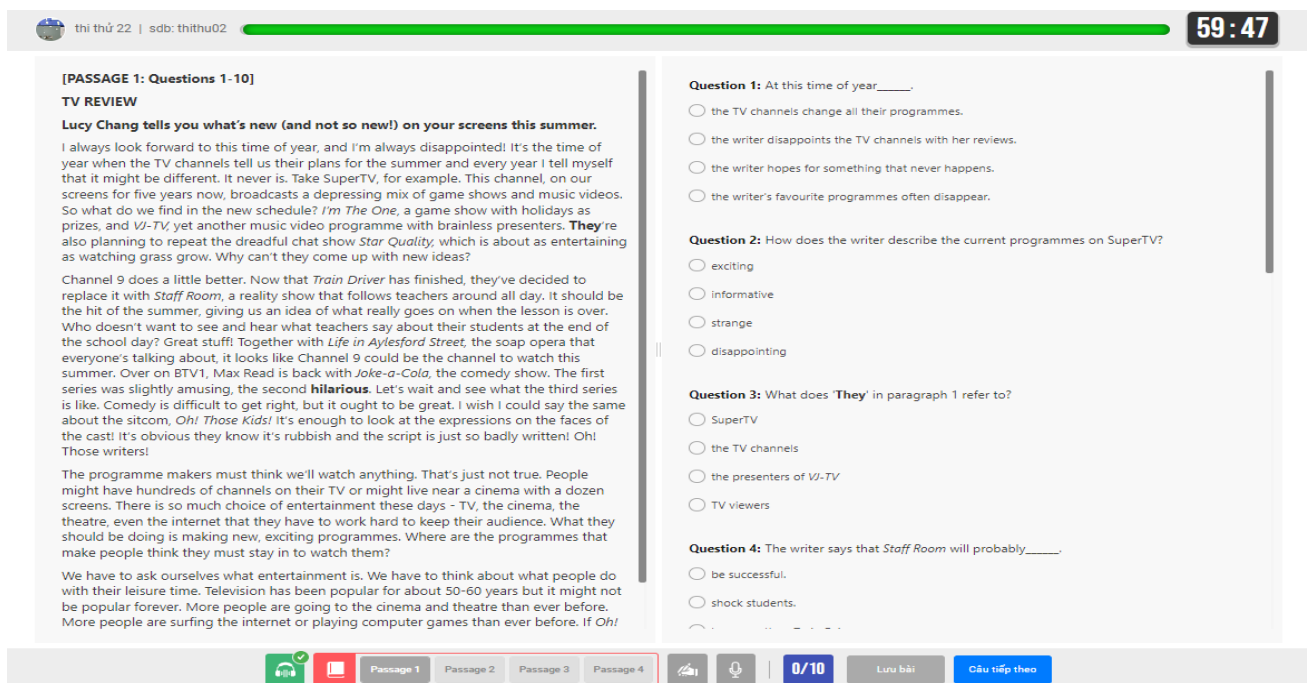 thi thử 22 | sdb: thithu02
59:47
[PASSAGE 1: Questions 1-10]
TV REVIEW
Lucy Chang tells you what's new (and not so new!) on your screens this summer.
I always look forward to this time of year, and I'm always disappointed! It's the time of
year when the TV channels tell us their plans for the summer and every year I tell myself
that it might be different. It never is. Take SuperTV, for example. This channel, on our
screens for five years now, broadcasts a depressing mix of game shows and music videos.
So what do we find in the new schedule? I'm The One, a game show with holidays as
prizes, and VJ-TV, yet another music video programme with brainless presenters. They're
also planning to repeat the dreadful chat show Star Quality, which is about as entertaining
as watching grass grow. Why can't they come up with new ideas?
Channel 9 does a little better. Now that Train Driver has finished, they've decided to
replace it with Staff Room, a reality show that follows teachers around all day. It should be
the hit of the summer, giving us an idea of what really goes on when the lesson is over.
Who doesn't want to see and hear what teachers say about their students at the end of
the school day? Great stuff! Together with Life in Aylesford Street, the soap opera that
everyone's talking about, it looks like Channel 9 could be the channel to watch this
summer. Over on BTV1, Max Read is back with Joke-a-Cola, the comedy show. The first
series was slightly amusing, the second hilarious. Let's wait and see what the third series
is like. Comedy is difficult to get right, but it ought to be great. I wish I could say the same
about the sitcom, Oh! Those Kids! It's enough to look at the expressions on the faces of
the cast! It's obvious they know it's rubbish and the script is just so badly written! Oh!
Those writers!
The programme makers must think we'll watch anything. That's just not true. People
might have hundreds of channels on their TV or might live near a cinema with a dozen
screens. There is so much choice of entertainment these days - TV, the cinema, the
theatre, even the internet that they have to work hard to keep their audience. What they
should be doing is making new, exciting programmes. Where are the programmes that
make people think they must stay in to watch them?
We have to ask ourselves what entertainment is. We have to think about what people do
with their leisure time. Television has been popular for about 50-60 years but it might not
be popular forever. More people are going to the cinema and theatre than ever before.
More people are surfing the internet or playing computer games than ever before. If Oh!
Question 1: At this time of year______.
the TV channels change all their programmes.
the writer disappoints the TV channels with her reviews.
the writer hopes for something that never happens.
the writer's favourite programmes often disappear.
Question 2: How does the writer describe the current programmes on SuperTV?
exciting
informative
strange
disappointing
Question 3: What does 'They' in paragraph 1 refer to?
SuperTV
the TV channels
the presenters of VJ-TV
TV viewers
Question 4: The writer says that Staff Room will probably______.
be successful.
shock students.
Passage 1
Passage 2
Passage 3
Passage 4
0/10
Lưu bài
Câu tiếp theo